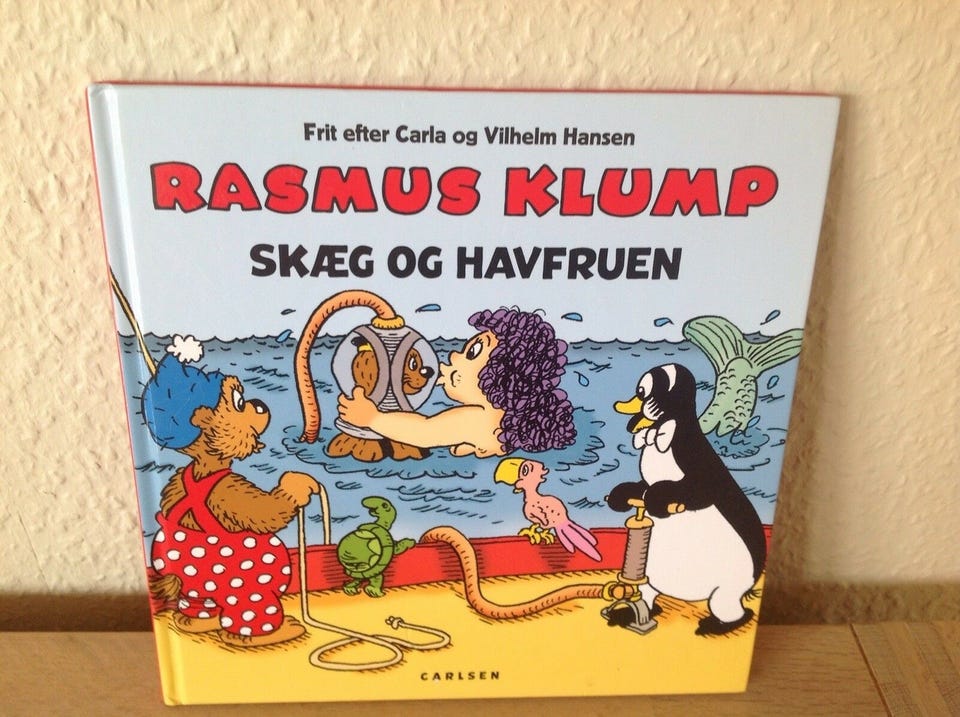 Frit efter Carla og Vilhelm Hansen
RASMUS KLUMP
SKÆG OG HAVFRUEN
CARLSEN